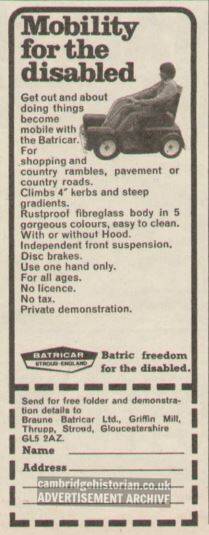 Mobility
for the
disabled
Get out and about
doing things
become
mobile with
the Batricar.
For
shopping and
country rambles, pavement or
country roads.
Climbs 4" kerbs and steep
gradients.
Rustproof fibreglass body in 5
gorgeous colours, easy to clean.
With or without Hood.
Independent front suspension.
Disc brakes.
Use one hand only.
For all ages.
No licence.
No tax.
Private demonstration.
BATRICAR
STROUD·ENGLAND
Batric freedom
for the disabled.
Send for free folder and demonstra-
tion details to
Braune Batricar Ltd., Griffin Mill,
Thrupp, Stroud, Gloucestershire
GL5 2AZ.
Name
Address
cambridgehistorian.co.uk
ADVERTISEMENT ARCHIVE